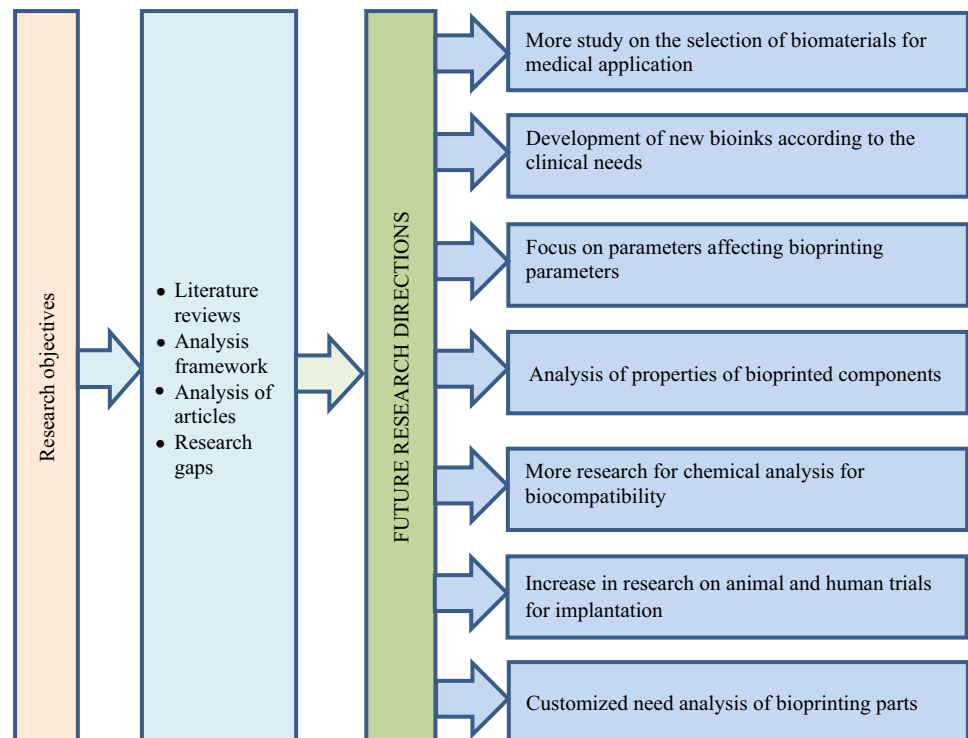 Research objectives
• Literature
reviews
• Analysis
framework
• Analysis of
articles
• Research
gaps
FUTURE RESEARCH DIRECTIONS
More study on the selection of biomaterials for
medical application
Development of new bioinks according to the
clinical needs
Focus on parameters affecting bioprinting
parameters
Analysis of properties of bioprinted components
More research for chemical analysis for
biocompatibility
Increase in research on animal and human trials
for implantation
Customized need analysis of bioprinting parts